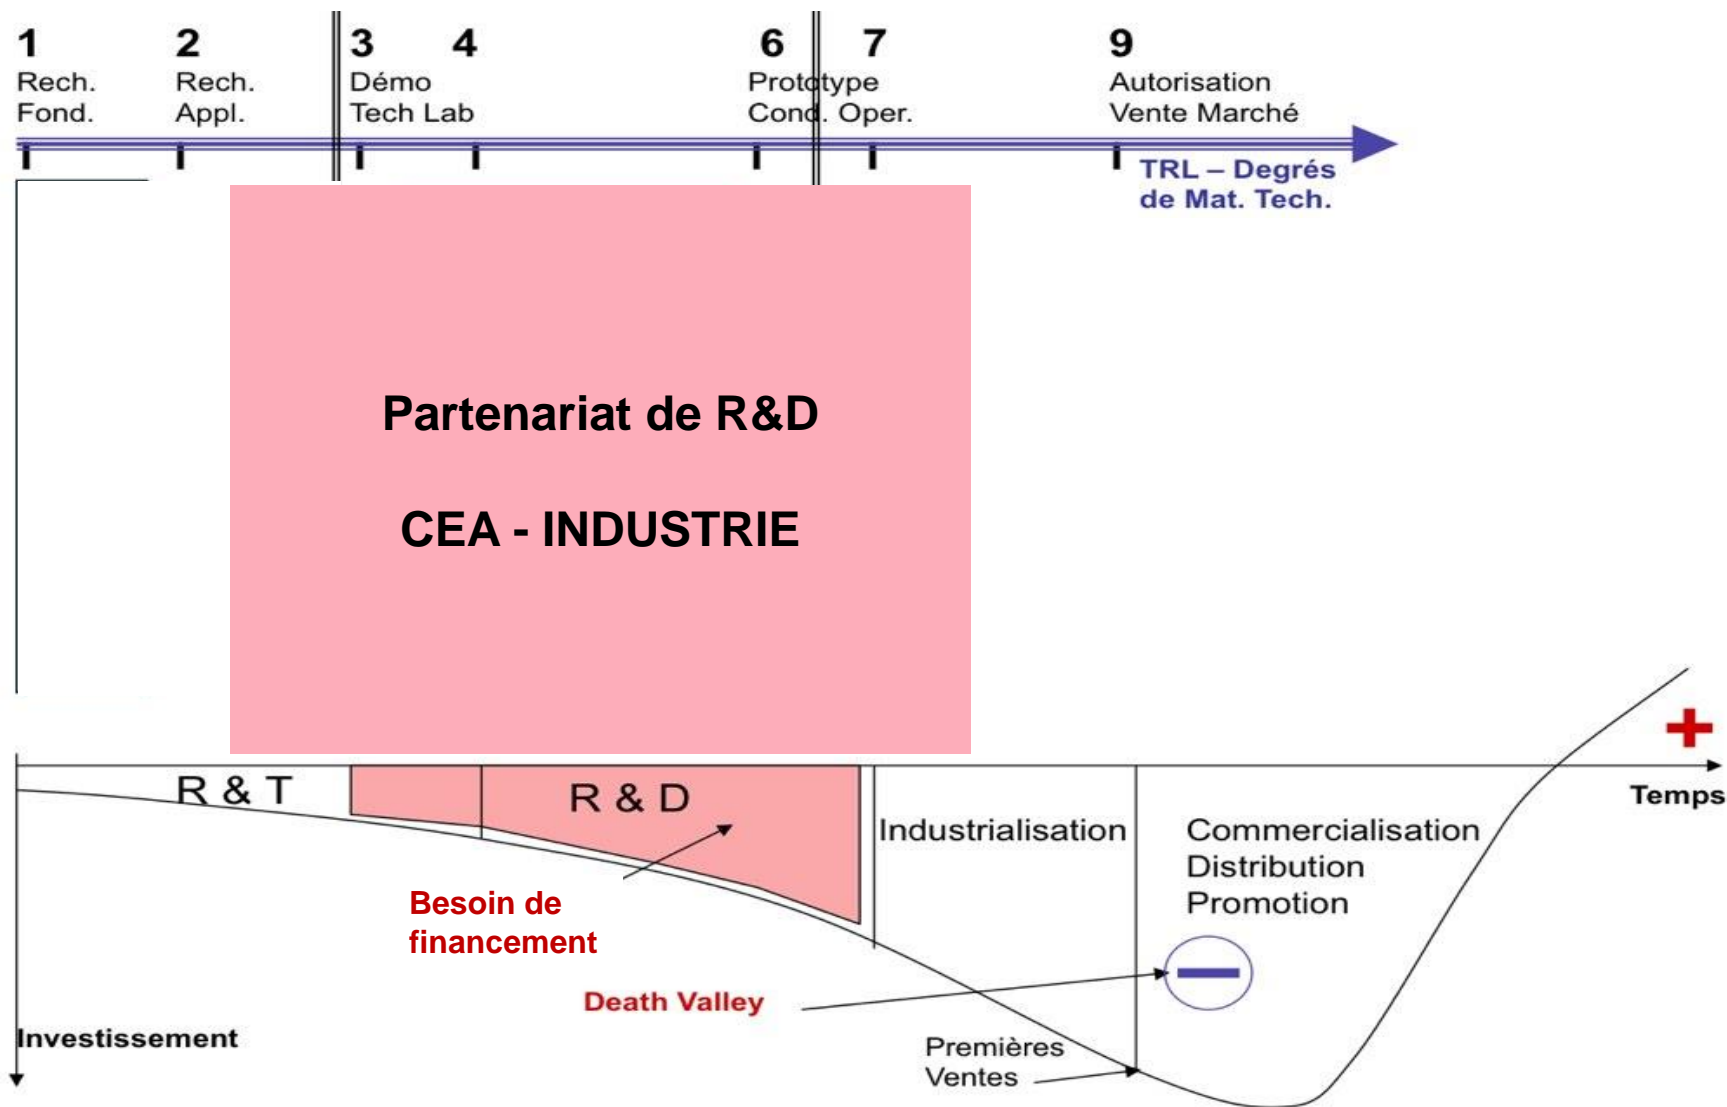 1
2
3
4
6
7
9
Rech.
Fond.
Rech.
Appl.
Démo
Tech Lab
Prototype
Cond. Oper.
Autorisation
Vente Marché
TRL – Degrés
de Mat. Tech.
Partenariat de R&D
CEA - INDUSTRIE
R & T
R & D
Temps
Industrialisation
Commercialisation
Distribution
Promotion
Besoin de
financement
Death Valley
Investissement
Premières
Ventes